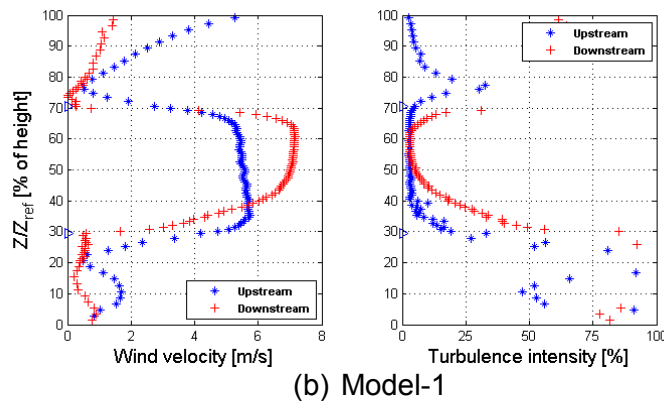 Z/Z_ref [% of height]
100
90
80
70
60
50
40
30
20
10
0
Upstream
Downstream
0 2 4 6 8
Wind velocity [m/s]
100
90
80
70
60
50
40
30
20
10
0
Upstream
Downstream
0 25 50 75 100
Turbulence intensity [%]
(b) Model-1